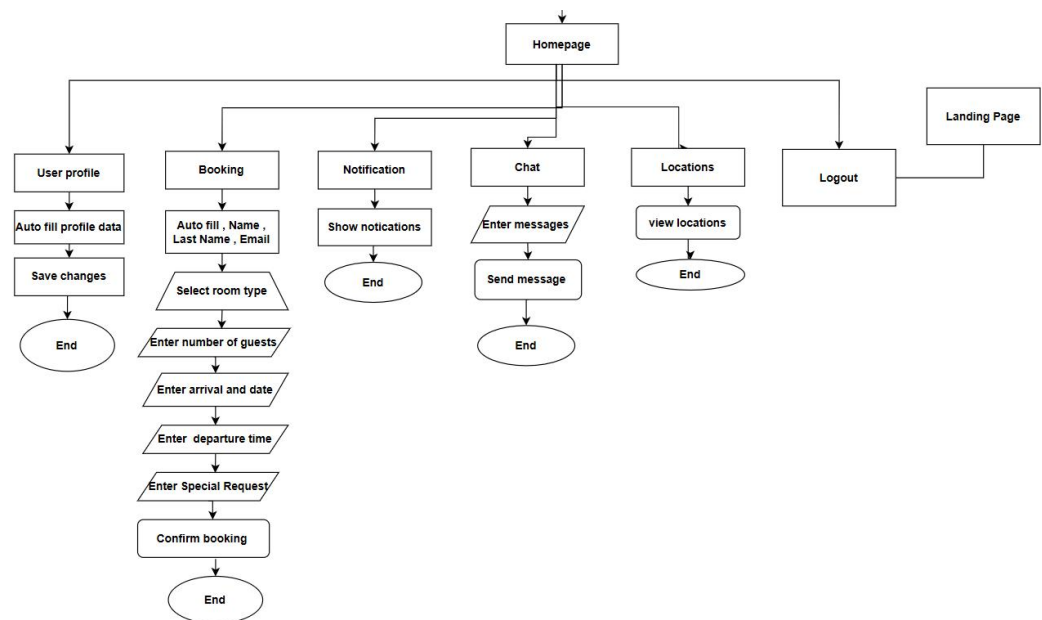 Homepage
Landing Page
User profile
Booking
Notification
Chat
Locations
Logout
Auto fill profile data
Auto fill , Name ,
Last Name , Email
Show notications
Enter messages
view locations
Save changes
Select room type
End
Send message
End
End
Enter number of guests
End
Enter arrival and date
Enter departure time
Enter Special Request
Confirm booking
End